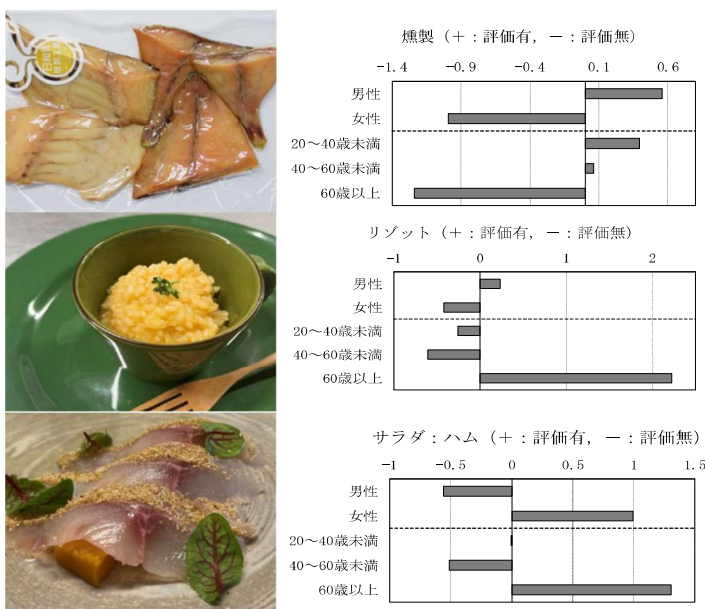 燻製（＋：評価有，－：評価無）
-1.4 -0.9 -0.4 0.1 0.6
男性
女性
20～40歳未満
40～60歳未満
60歳以上
リゾット（＋：評価有，－：評価無）
-1 0 1 2
男性
女性
20～40歳未満
40～60歳未満
60歳以上
サラダ：ハム（＋：評価有，－：評価無）
-1 -0.5 0 0.5 1 1.5
男性
女性
20～40歳未満
40～60歳未満
60歳以上